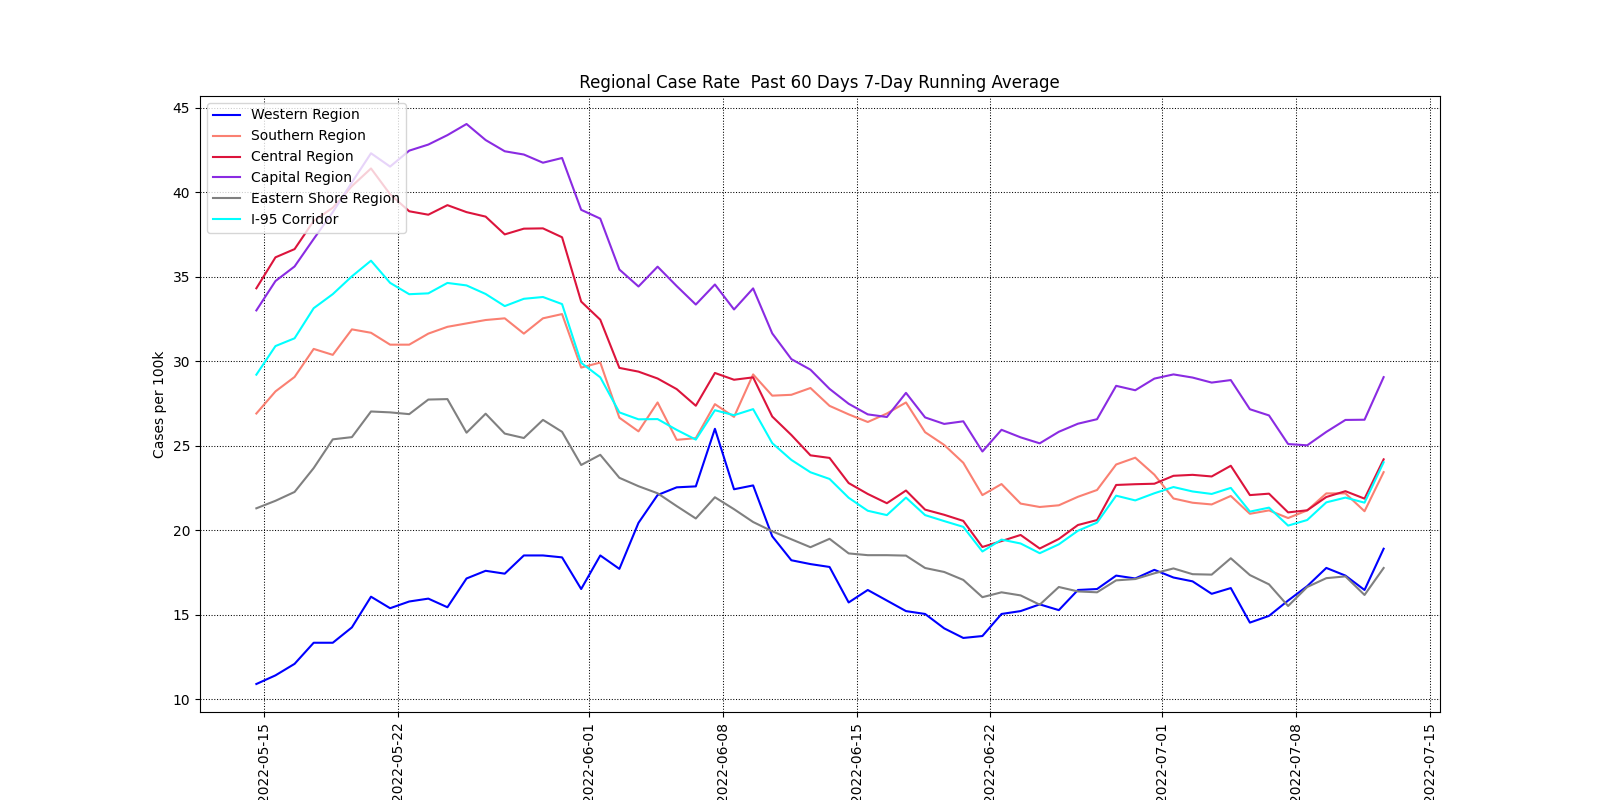 Regional Case Rate  Past 60 Days 7-Day Running Average
Western Region
Southern Region
Central Region
Capital Region
Eastern Shore Region
I-95 Corridor
Cases per 100k
45
40
35
30
25
20
15
10
2022-05-15
2022-05-22
2022-06-01
2022-06-08
2022-06-15
2022-06-22
2022-07-01
2022-07-08
2022-07-15